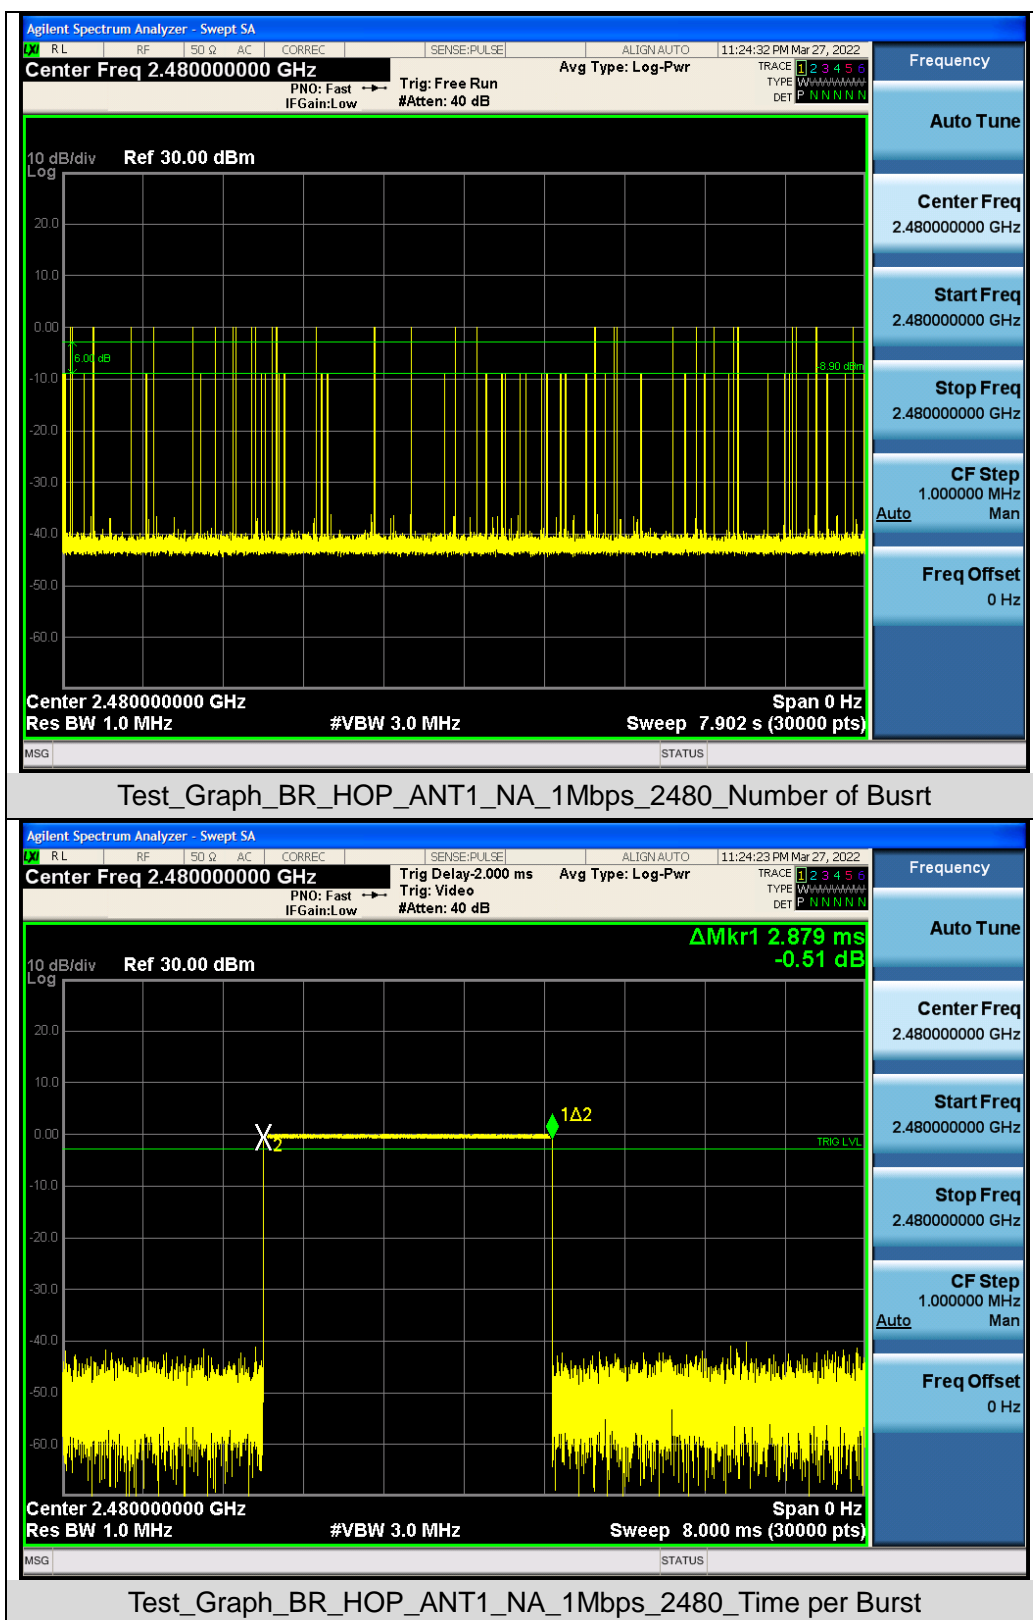 Agilent Spectrum Analyzer - Swept SA
LXI RL RF 50 Ω AC CORREC SENSE:PULSE ALIGN AUTO 11:24:32 PM Mar 27, 2022
Center Freq 2.480000000 GHz
PNO: Fast
IFGain:Low
Trig: Free Run
#Atten: 40 dB
Avg Type: Log-Pwr
TRACE 1 2 3 4 5 6
TYPE WWWWWW
DET P N N N N N
Frequency
Auto Tune
10 dB/div Ref 30.00 dBm
Log
20.0
10.0
0.00
-10.0
-20.0
-30.0
-40.0
-50.0
-60.0
6.00 dB
-8.90 dBm
Center Freq
2.480000000 GHz
Start Freq
2.480000000 GHz
Stop Freq
2.480000000 GHz
CF Step
1.000000 MHz
Auto Man
Freq Offset
0 Hz
Center 2.480000000 GHz Span 0 Hz
Res BW 1.0 MHz #VBW 3.0 MHz Sweep 7.902 s (30000 pts)
MSG STATUS
Test_Graph_BR_HOP_ANT1_NA_1Mbps_2480_Number of Busrt
Agilent Spectrum Analyzer - Swept SA
LXI RL RF 50 Ω AC CORREC SENSE:PULSE ALIGN AUTO 11:24:23 PM Mar 27, 2022
Center Freq 2.480000000 GHz
PNO: Fast
IFGain:Low
Trig Delay-2.000 ms
Trig: Video
#Atten: 40 dB
Avg Type: Log-Pwr
TRACE 1 2 3 4 5 6
TYPE WWWWWW
DET P N N N N N
Frequency
Auto Tune
ΔMkr1 2.879 ms
-0.51 dB
10 dB/div Ref 30.00 dBm
Log
20.0
10.0
0.00
-10.0
-20.0
-30.0
-40.0
-50.0
-60.0
1Δ2
2
TRIG LVL
Center Freq
2.480000000 GHz
Start Freq
2.480000000 GHz
Stop Freq
2.480000000 GHz
CF Step
1.000000 MHz
Auto Man
Freq Offset
0 Hz
Center 2.480000000 GHz Span 0 Hz
Res BW 1.0 MHz #VBW 3.0 MHz Sweep 8.000 ms (30000 pts)
MSG STATUS
Test_Graph_BR_HOP_ANT1_NA_1Mbps_2480_Time per Burst